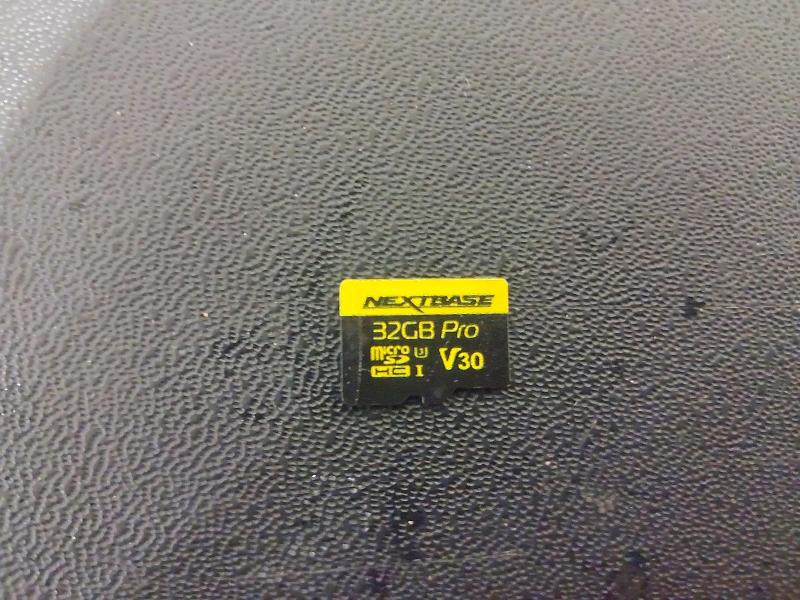 NEXTBASE
32GB Pro
micro SD HC U3 I V30